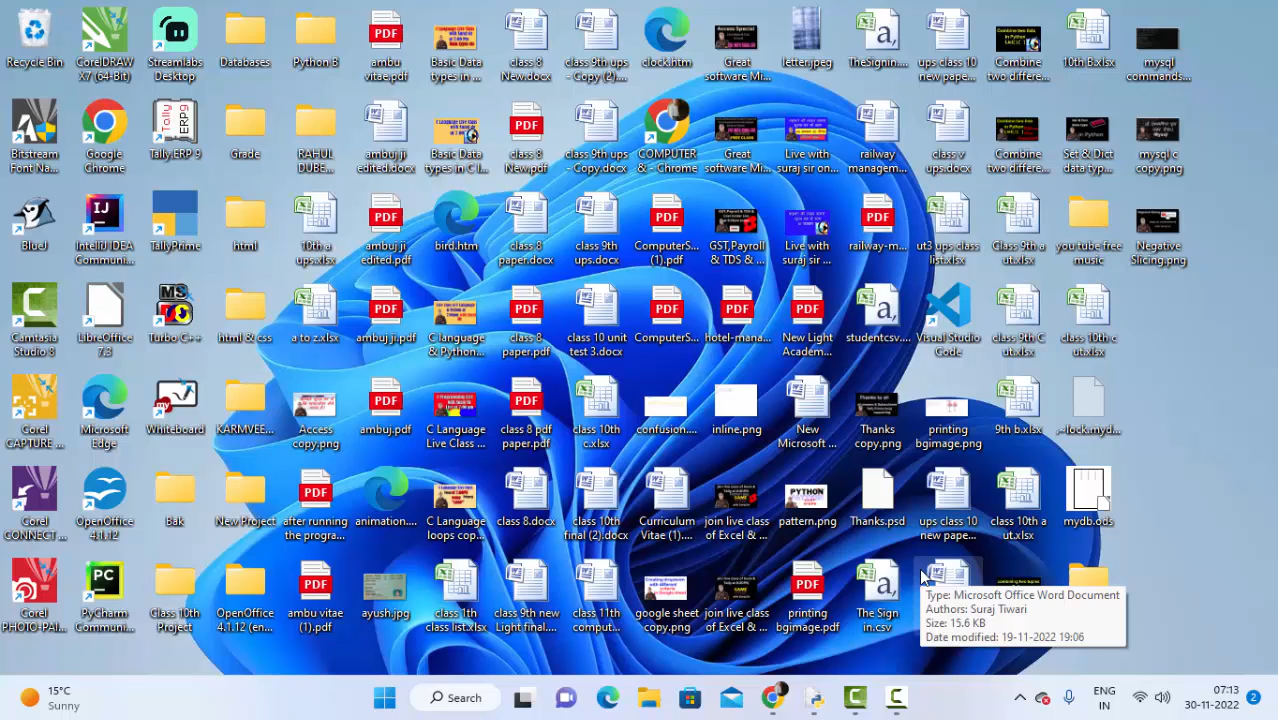 Recycle Bin
CorelDRAW X7 (64-Bit)
Streamlabs Desktop
Databases
Python B
ambu vitae.pdf
Basic Data types in ...
class 8 New.docx
class 9th ups - Copy (2)....
clock.htm
Great software Mi...
letter.jpeg
TheSignin....
ups class 10 new pape...
Combine two differe...
10th B.xlsx
mysql commands...
Bitstream Font Na...
Google Chrome
Tally.ERP 9
Grade
RAHUL DUBE...
ambuj ji edited.docx
Basic Data types in C l...
class 8 New.pdf
class 9th ups - Copy.docx
COMPUTER & - Chrome
Great software Mi...
Live with suraj sir on...
railway managem...
class v ups.docx
Combine two differe...
Set & Dict data typ...
mysql c copy.png
BlueJ
IntelliJ IDEA Communi...
TallyPrime
html
10th a ups.xlsx
ambuj ji edited.pdf
bird.htm
class 8 paper.docx
class 9th ups.docx
ComputerS... (1).pdf
GST,Payroll & TDS & ...
Live with suraj sir ...
railway-m...
ut3 ups class list.xlsx
Class 9th a ut.xlsx
you tube free music
Negative Slicing.png
Camtasia Studio 8
LibreOffice 7.3
Turbo C++
html & css
a to z.xlsx
ambuj ji.pdf
C language & Python...
class 8 paper.pdf
class 10 unit test 3.docx
ComputerS...
hotel-mana...
New Light Academ...
studentcsv....
Visual Studio Code
class 9th C ut.xlsx
class 10th c ut.xlsx
Corel CAPTURE ...
Microsoft Edge
KARMVEE...
Access copy.png
ambuj.pdf
C Language Live Class ...
class 8 pdf paper.pdf
class 10th c.xlsx
confusion....
inline.png
New Microsoft ...
Thanks copy.png
printing bgimage.png
9th b.xlsx
.~lock.myd...
Corel CONNECT ...
OpenOffice 4.1.12
Bak
New Project
after running the progra...
animation....
C Language loops cop...
class 8.docx
class 10th final (2).docx
Curriculum Vitae (1)....
join live class of Excel & ...
pattern.png
Thanks.psd
ups class 10 new pape...
class 10th a ut.xlsx
mydb.ods
Corel PHOTO-PAI...
PyCharm Communi...
Class 10th Project
OpenOffice 4.1.12 (en...
ambu vitae (1).pdf
ayush.jpg
class 1th class list.xlsx
class 9th new Light final....
class 11th comput...
google sheet copy.png
join live class of Excel & ...
printing bgimage.pdf
The Sign in.csv
Type: Microsoft Office Word Document
Authors: Suraj Tiwari
Size: 15.6 KB
Date modified: 19-11-2022 19:06
15°C
Sunny
Search
ENG
IN
07:13
30-11-2022
2